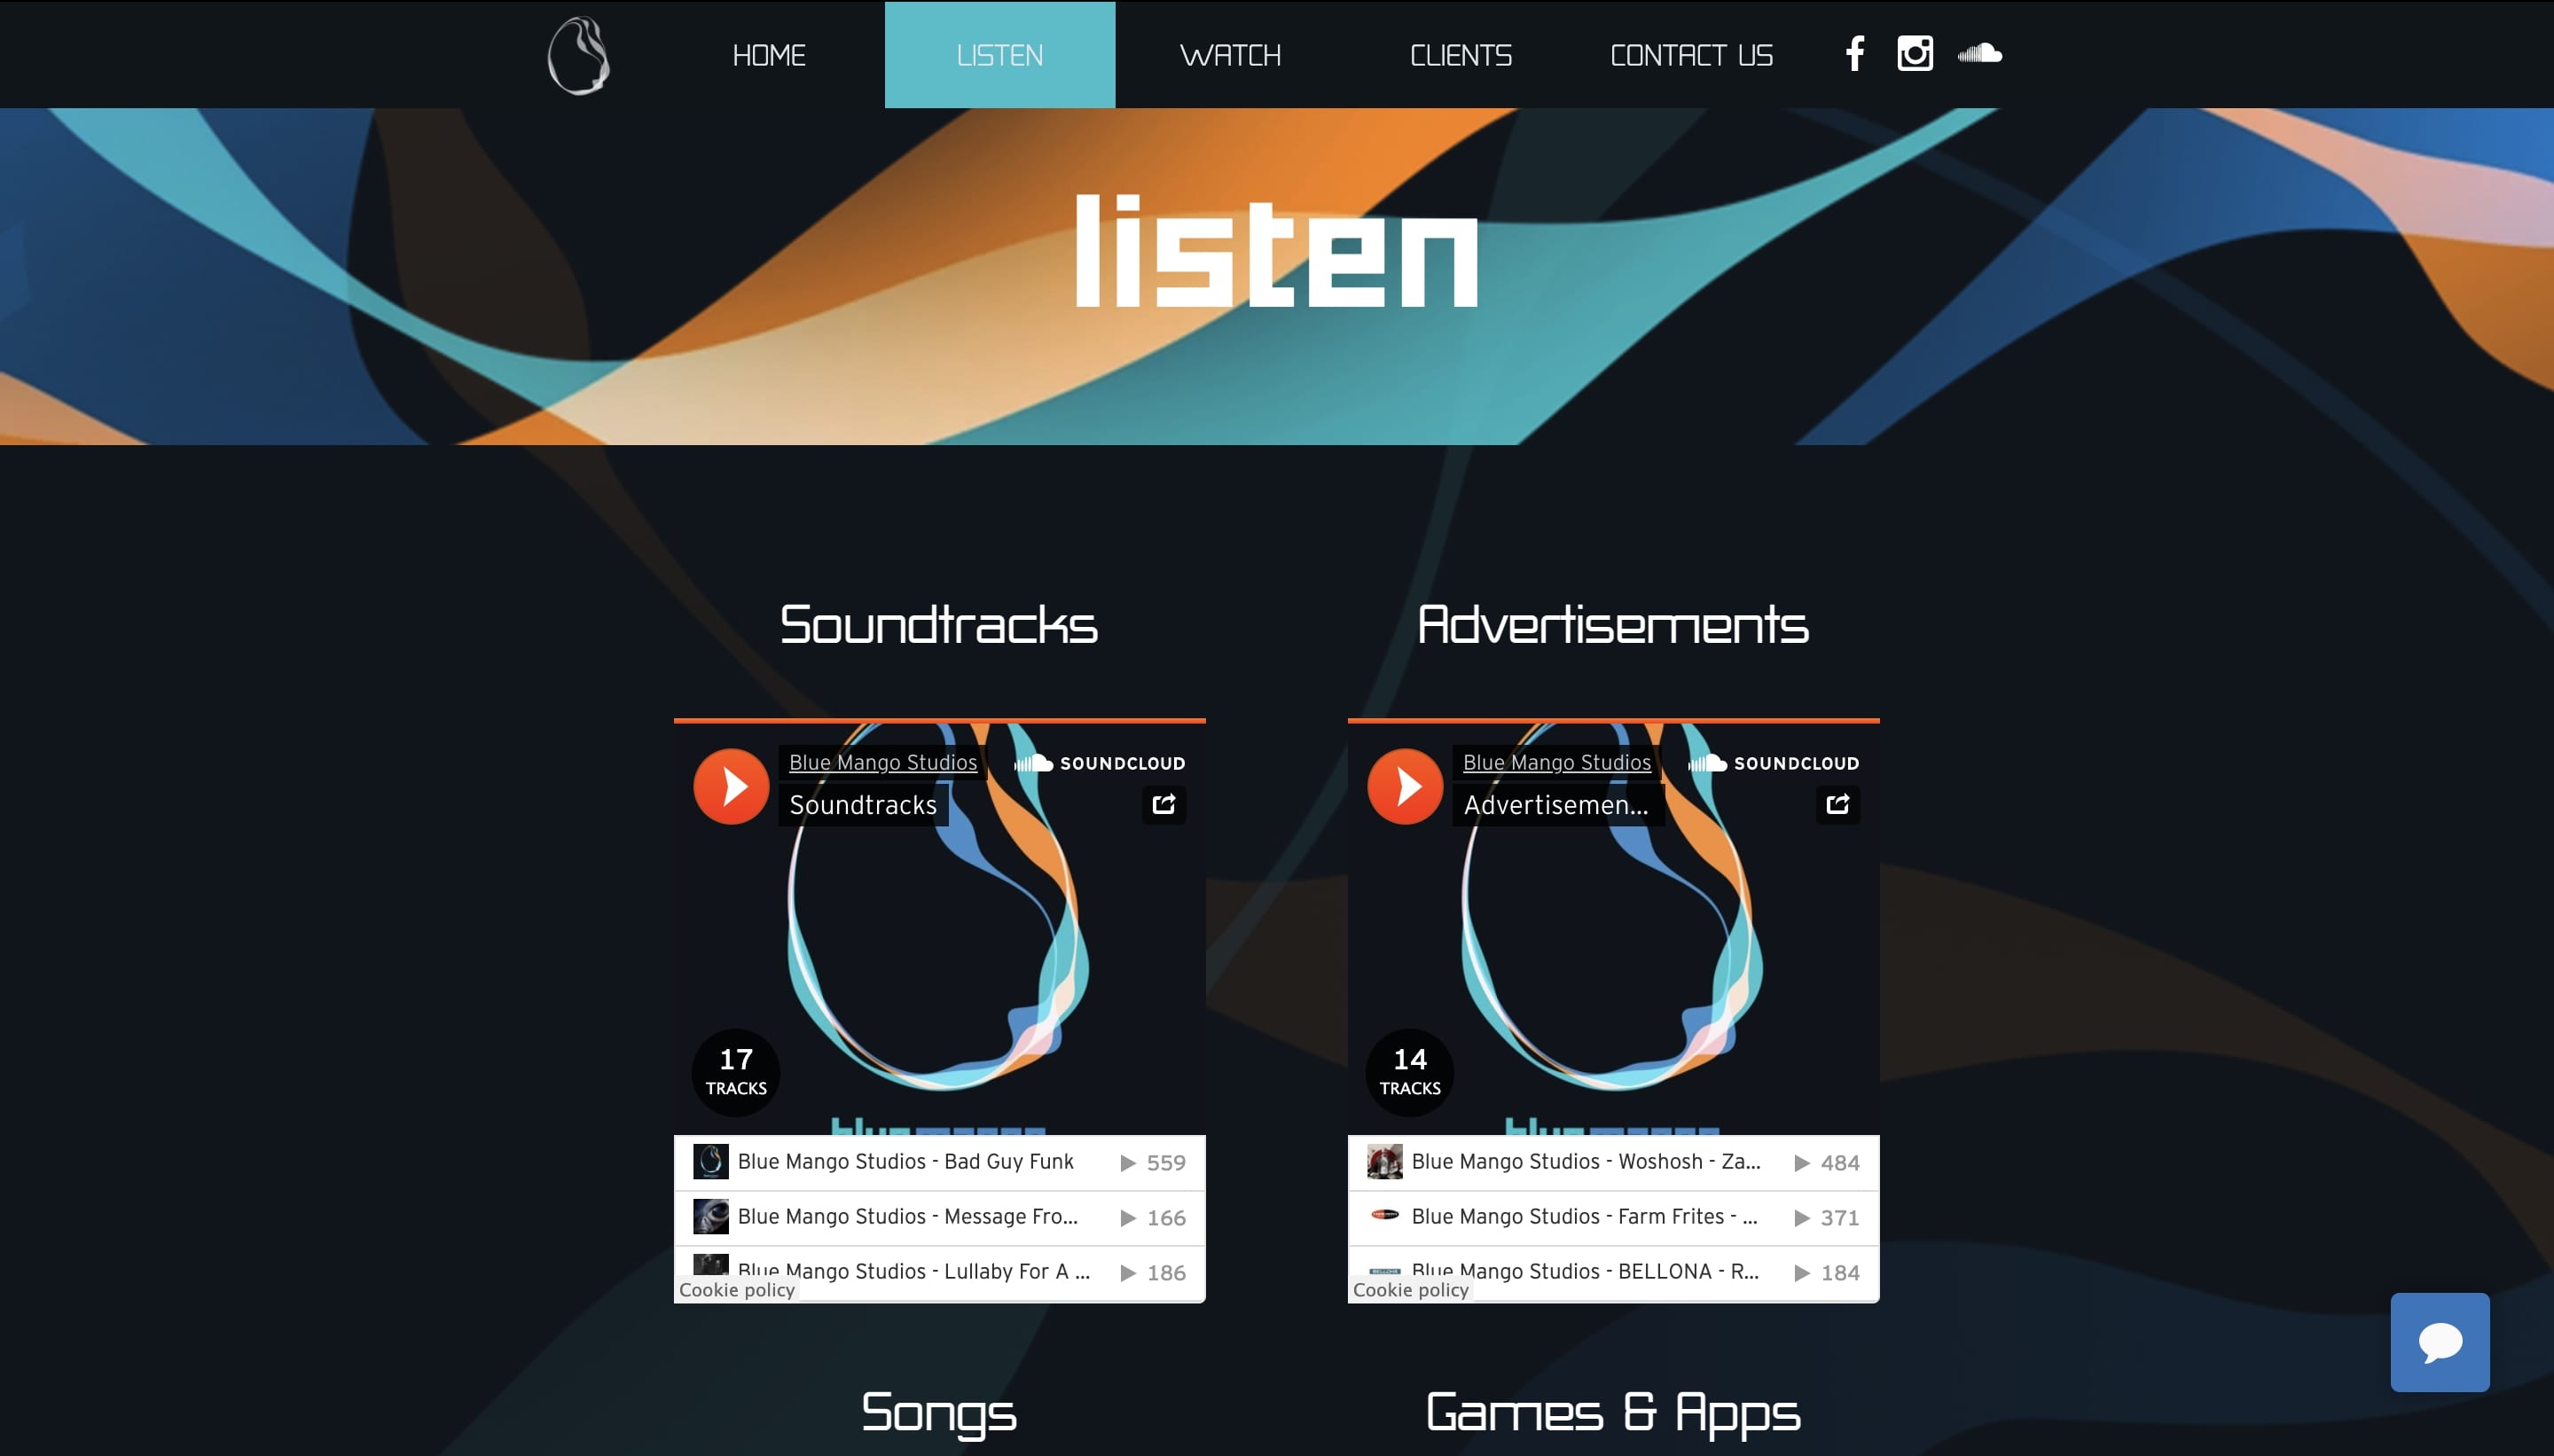 HOME LISTEN WATCH CLIENTS CONTACT US
listen
Soundtracks
Blue Mango Studios SOUNDCLOUD
Soundtracks
17
TRACKS
Blue Mango Studios - Bad Guy Funk 559
Blue Mango Studios - Message Fro... 166
Blue Mango Studios - Lullaby For A ... 186
Cookie policy
Advertisements
Blue Mango Studios SOUNDCLOUD
Advertisemen...
14
TRACKS
Blue Mango Studios - Woshosh - Za... 484
Blue Mango Studios - Farm Frites - ... 371
Blue Mango Studios - BELLONA - R... 184
Cookie policy
Songs
Games & Apps